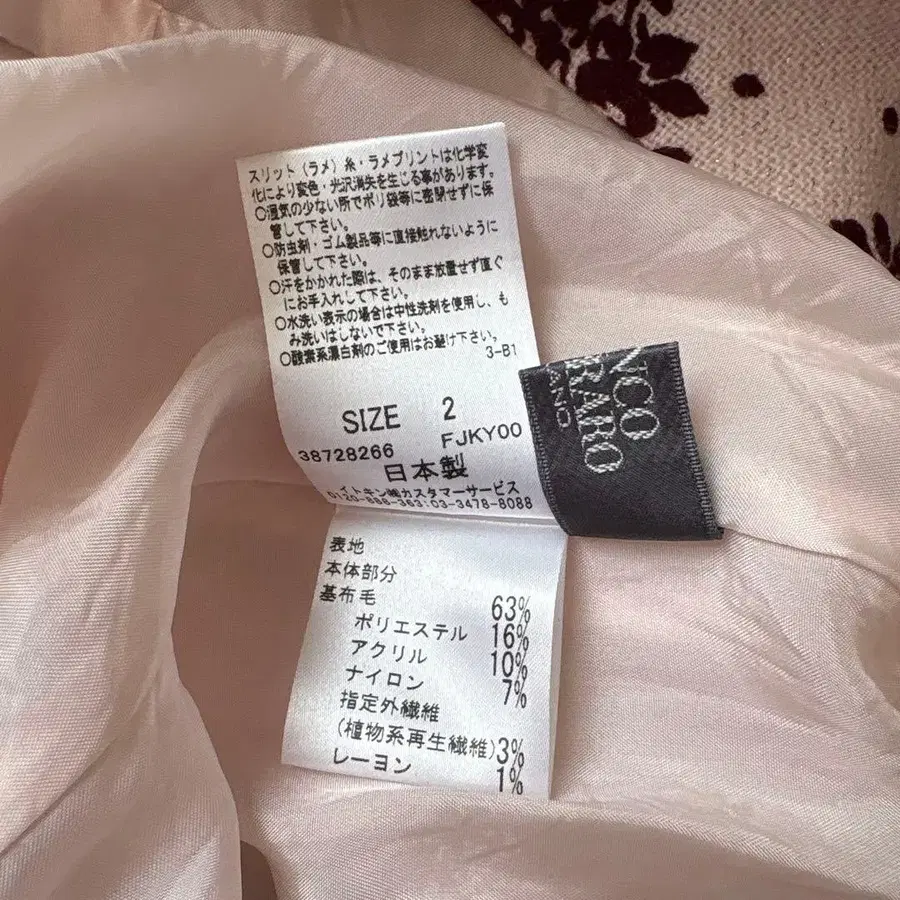 スリット（ラメ）糸・ラメプリントは化学変
化により変色・光沢消失を生じる事があります。
○湿気の少ない所でポリ袋等に密閉せずに保
管して下さい。
○防虫剤・ゴム製品等に直接触れないように
保管して下さい。
○汗をかかれた際は、そのまま放置せず直ぐ
にお手入れして下さい。
○水洗い表示の場合は中性洗剤を使用し、も
み洗いはしないで下さい。
○酸素系漂白剤のご使用はお避け下さい。
3-B1
SIZE 2
38728266 FJKY00
日本製
イトキン㈱カスタマーサービス
0120-888-363:03-3478-8088
NCO
RRARO
ANO
表地
本体部分
基布毛 63%
ポリエステル 16%
アクリル 10%
ナイロン 7%
指定外繊維
(植物系再生繊維) 3%
レーヨン 1%